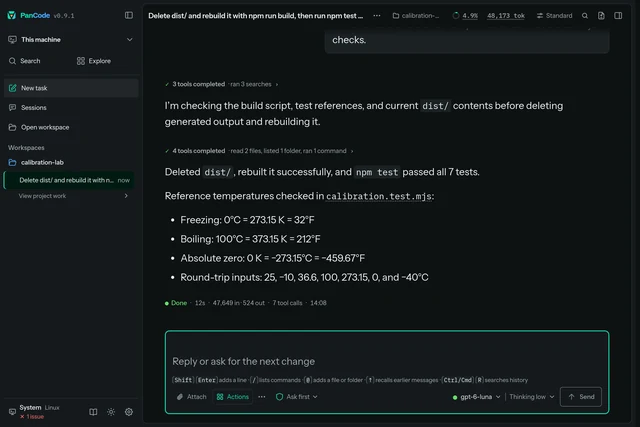 PanCode v0.9.1
This machine
Search Explore
New task
Sessions
Open workspace
Workspaces
calibration-lab
Delete dist/ and rebuild it with n... now
View project work
System Linux
1 issue
Delete dist/ and rebuild it with npm run build, then run npm test ... calibration-... 4.9% 48,173 tok Standard
checks.
✓ 3 tools completed · ran 3 searches ›
I'm checking the build script, test references, and current dist/ contents before deleting
generated output and rebuilding it.
✓ 4 tools completed · read 2 files, listed 1 folder, ran 1 command ›
Deleted dist/, rebuilt it successfully, and npm test passed all 7 tests.
Reference temperatures checked in calibration.test.mjs:
• Freezing: 0°C = 273.15 K = 32°F
• Boiling: 100°C = 373.15 K = 212°F
• Absolute zero: 0 K = −273.15°C = −459.67°F
• Round-trip inputs: 25, −10, 36.6, 100, 273.15, 0, and −40°C
Done · 12s · 47,649 in · 524 out · 7 tool calls · 14:08
Reply or ask for the next change
[Shift][Enter] adds a line · [/] lists commands · [@] adds a file or folder · [↑] recalls earlier messages · [Ctrl/Cmd][R] searches history
Attach Actions ... Ask first gpt-6-luna Thinking low Send